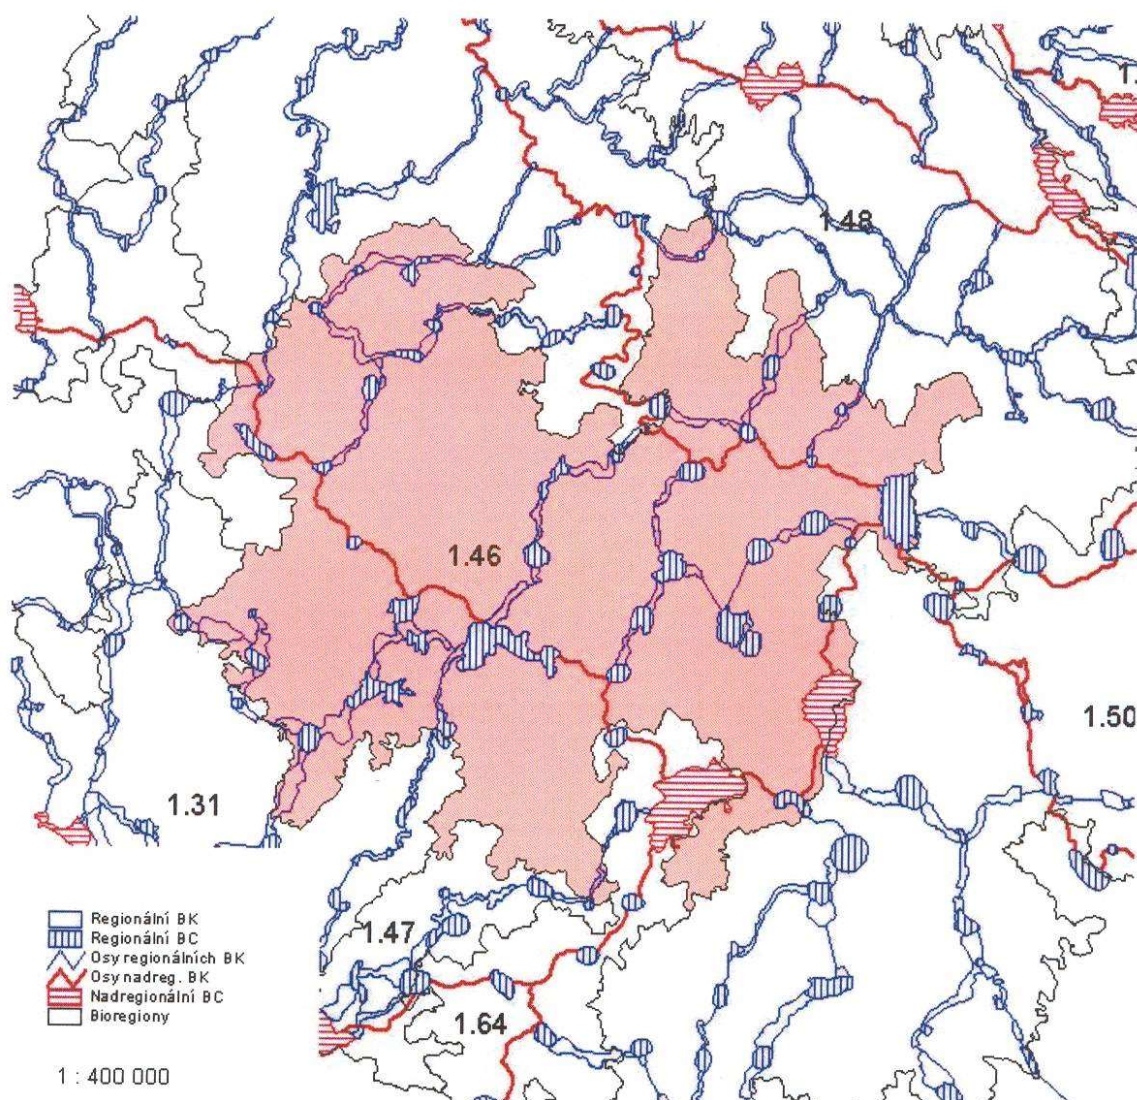 1.
1.48
1.46
1.50
1.31
Regionální BK
Regionální BC
Osy regionálních BK
Osy nadreg. BK
Nadregionální BC
Bioregiony
1.47
1.64
1 : 400 000